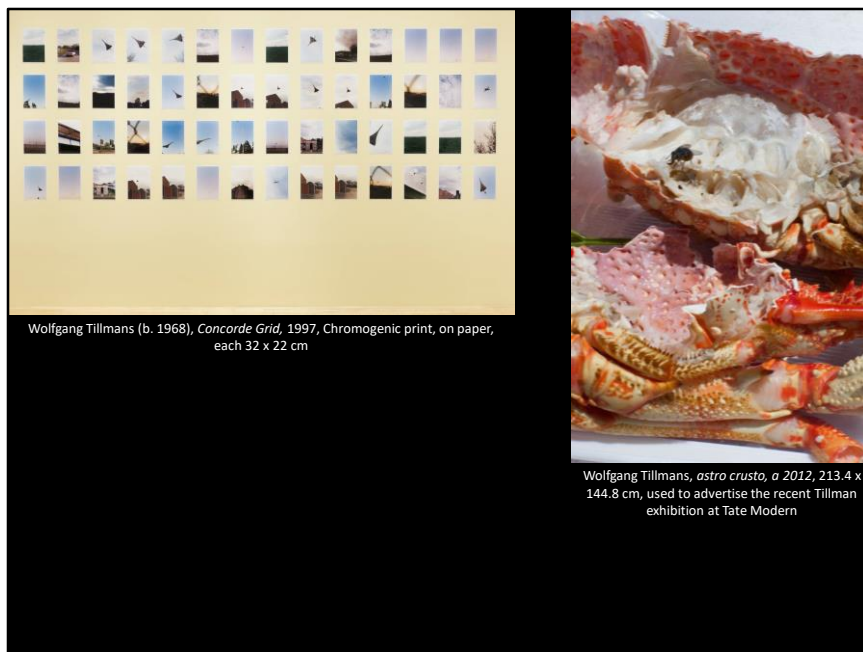 Wolfgang Tillmans (b. 1968), Concorde Grid, 1997, Chromogenic print, on paper,
each 32 x 22 cm
Wolfgang Tillmans, astro crusto, a 2012, 213.4 x
144.8 cm, used to advertise the recent Tillman
exhibition at Tate Modern